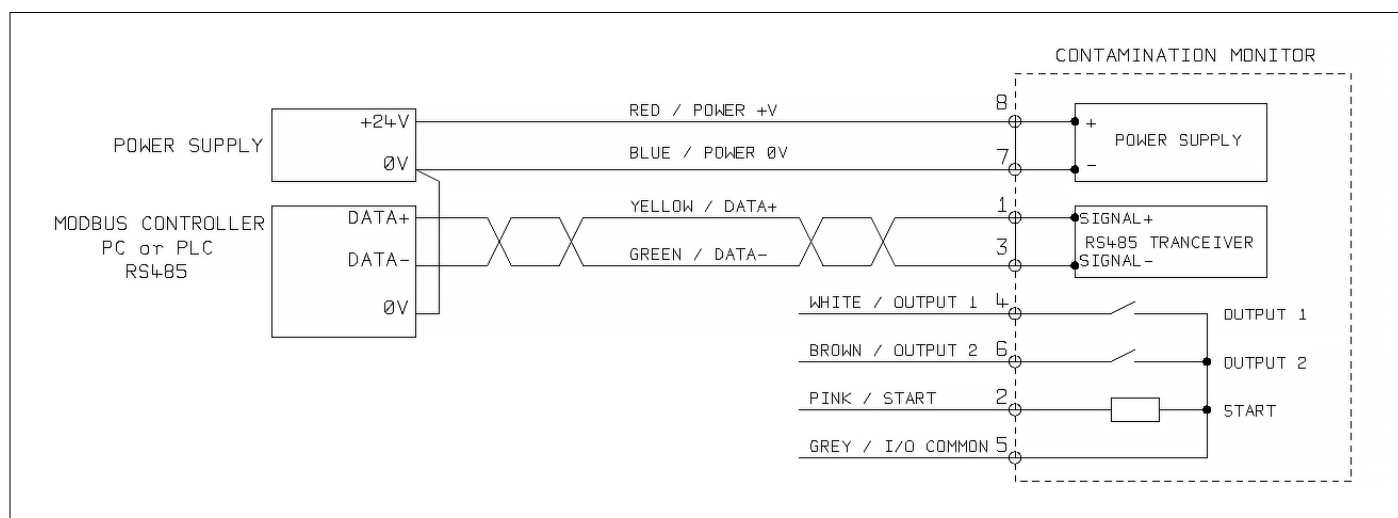 CONTAMINATION MONITOR
RED / POWER +V
8
+24V
+
POWER SUPPLY
POWER SUPPLY
BLUE / POWER 0V
7
0V
-
YELLOW / DATA+
1
MODBUS CONTROLLER
PC or PLC
RS485
DATA+
SIGNAL+
RS485 TRANCEIVER
GREEN / DATA-
3
DATA-
SIGNAL-
0V
WHITE / OUTPUT 1
4
OUTPUT 1
BROWN / OUTPUT 2
6
OUTPUT 2
PINK / START
2
START
GREY / I/O COMMON
5